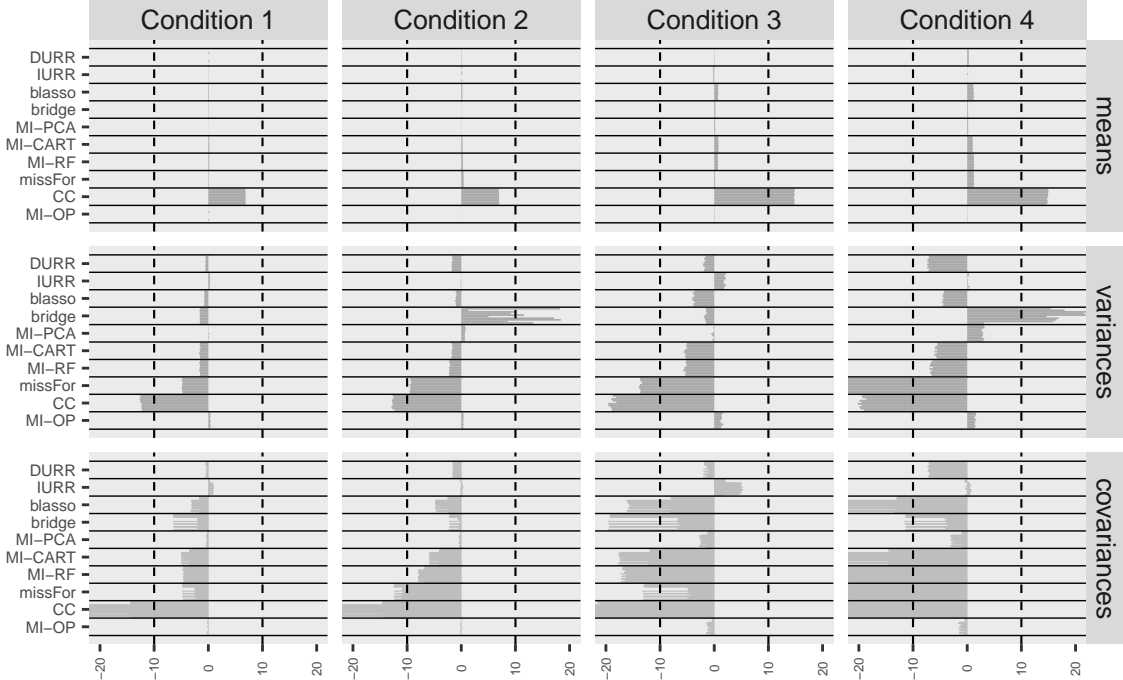 Condition 1
Condition 2
Condition 3
Condition 4
DURR
IURR
blasso
bridge
MI−PCA
MI−CART
MI−RF
missFor
CC
MI−OP
means
DURR
IURR
blasso
bridge
MI−PCA
MI−CART
MI−RF
missFor
CC
MI−OP
variances
DURR
IURR
blasso
bridge
MI−PCA
MI−CART
MI−RF
missFor
CC
MI−OP
covariances
−20 −10 0 10 20
−20 −10 0 10 20
−20 −10 0 10 20
−20 −10 0 10 20